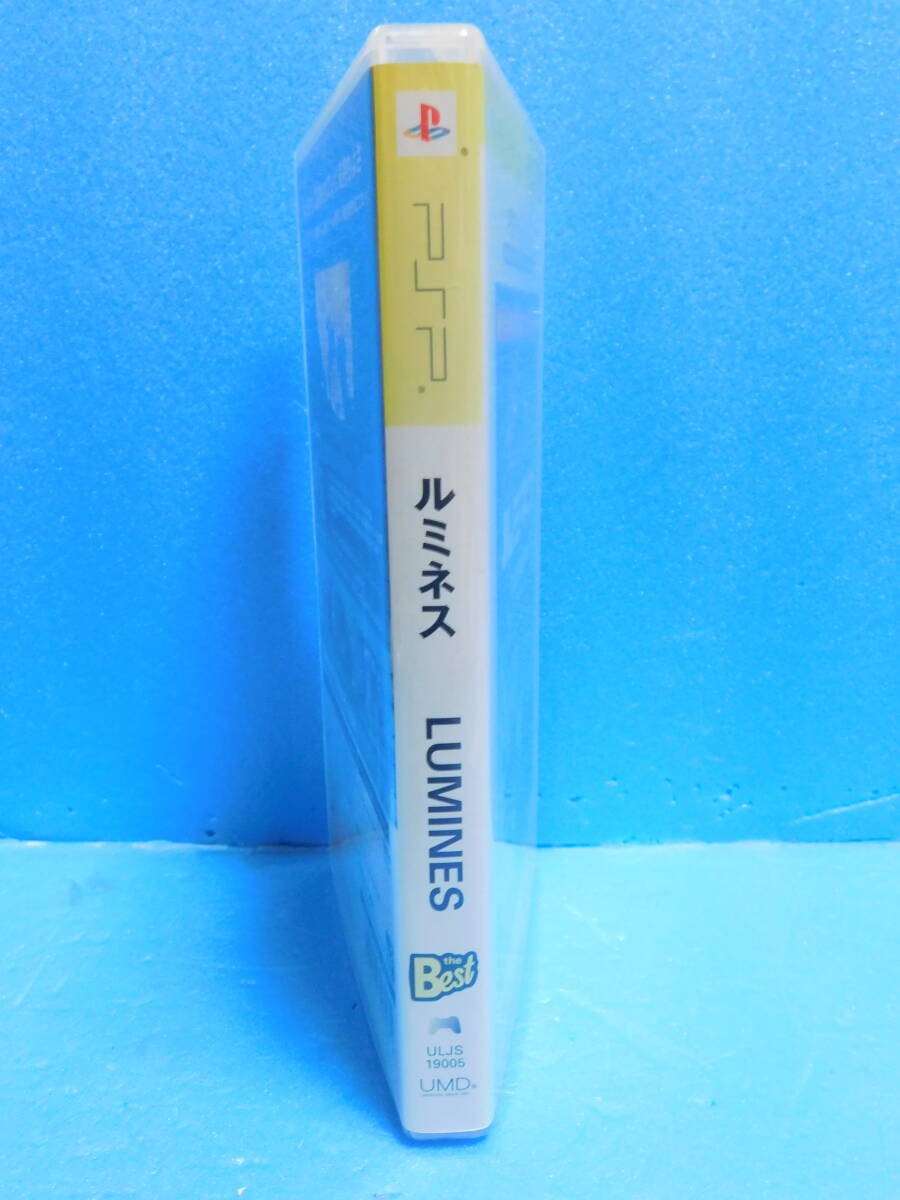 PSP®
ルミネス
LUMINES
the
Best
ULJS
19005
UMD®